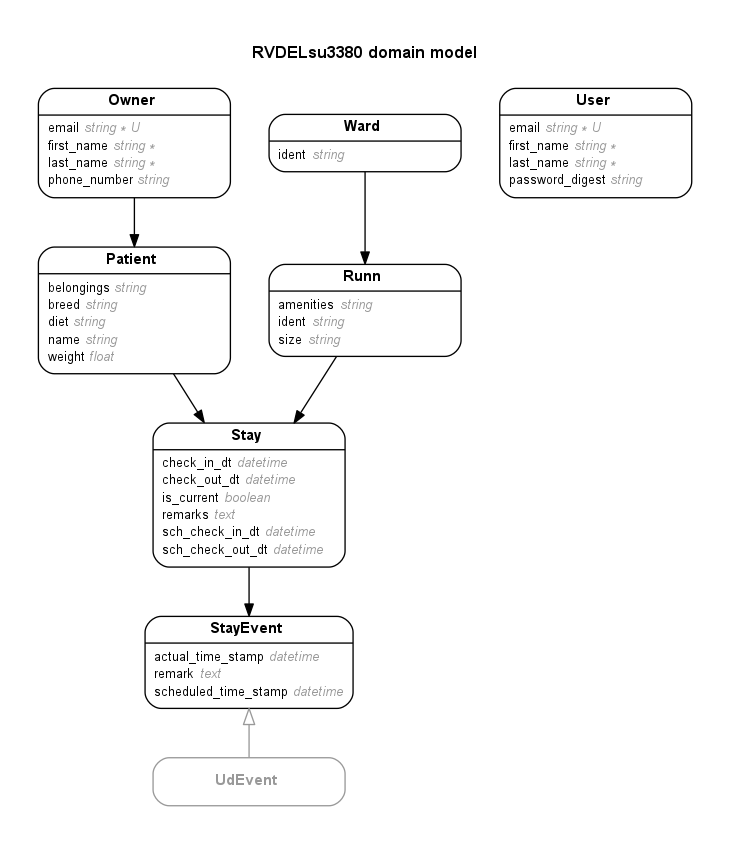 RVDELsu3380 domain model
Owner
email string * U
first_name string *
last_name string *
phone_number string
Ward
ident string
User
email string * U
first_name string *
last_name string *
password_digest string
Patient
belongings string
breed string
diet string
name string
weight float
Runn
amenities string
ident string
size string
Stay
check_in_dt datetime
check_out_dt datetime
is_current boolean
remarks text
sch_check_in_dt datetime
sch_check_out_dt datetime
StayEvent
actual_time_stamp datetime
remark text
scheduled_time_stamp datetime
UdEvent